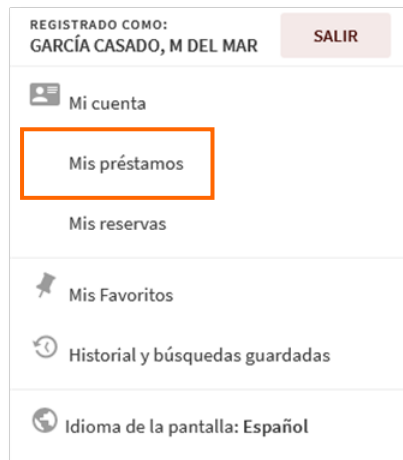 REGISTRADO COMO:
GARCÍA CASADO, M DEL MAR
SALIR
Mi cuenta
Mis préstamos
Mis reservas
Mis Favoritos
Historial y búsquedas guardadas
Idioma de la pantalla: Español